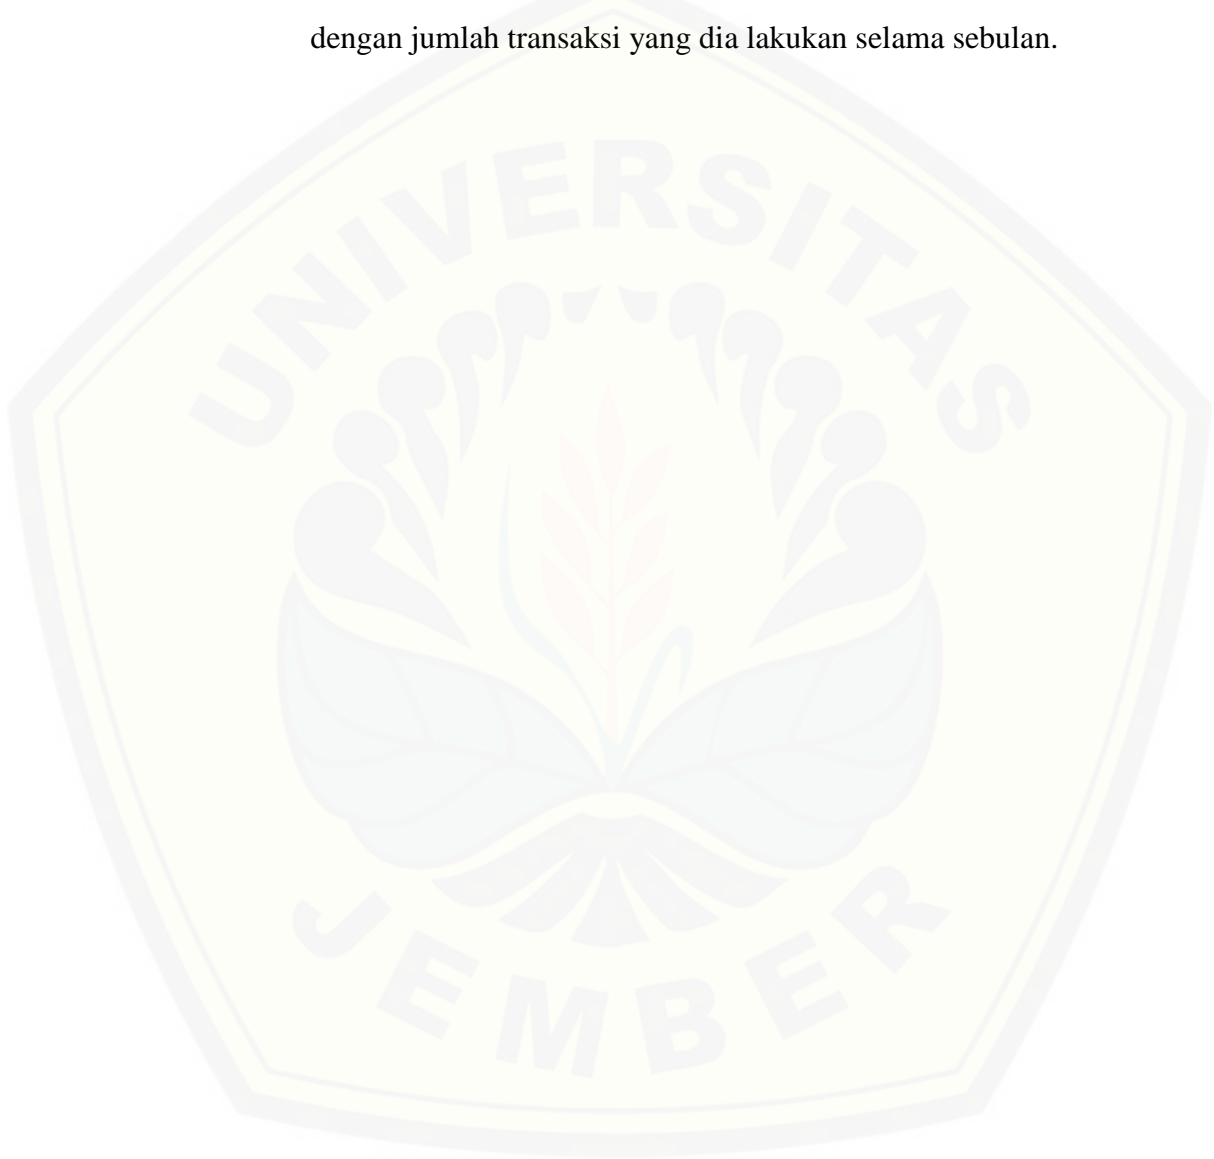 dengan jumlah transaksi yang dia lakukan selama sebulan.
UNIVERSITAS
JEMBER